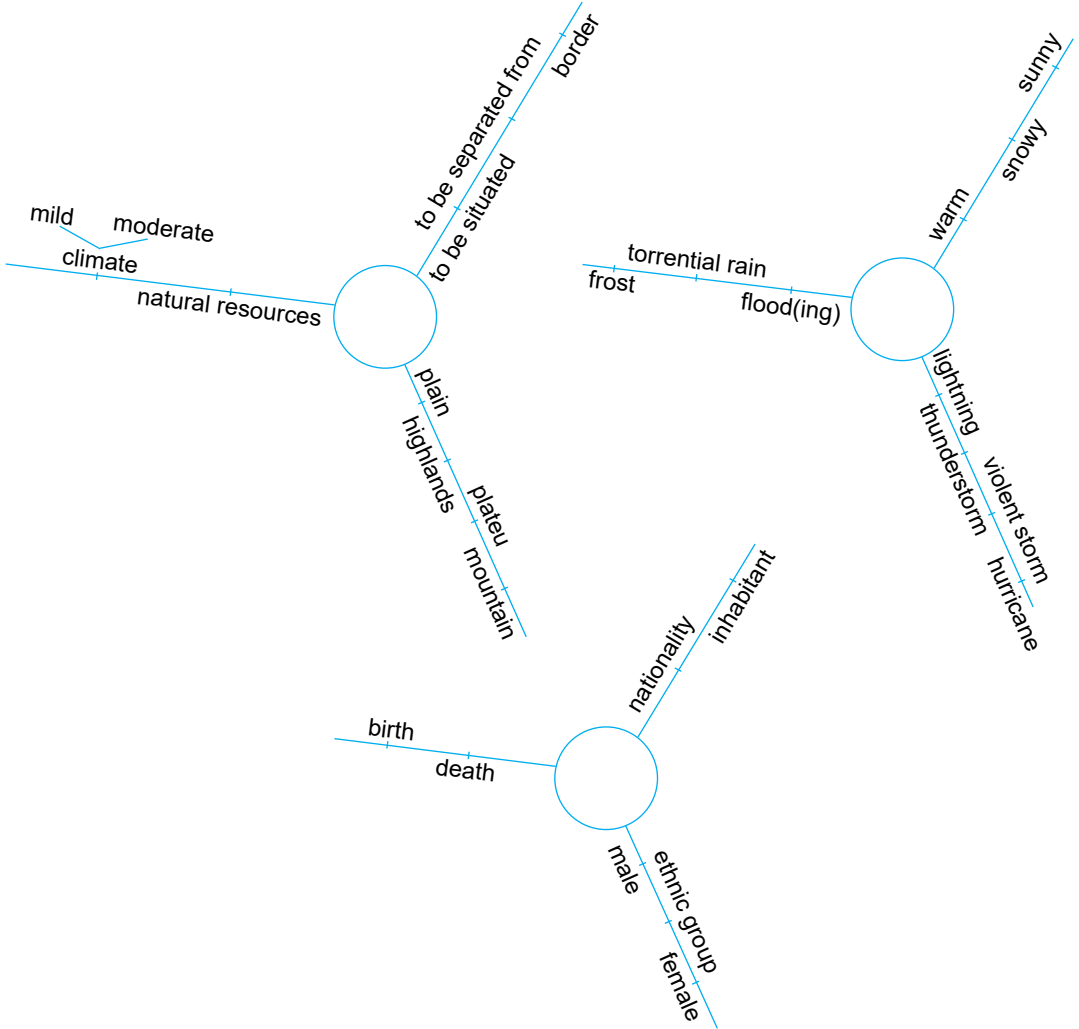 to be separated from
border
to be situated
mild
moderate
climate
natural resources
plain
highlands
plateu
mountain
sunny
snowy
warm
torrential rain
frost
flood(ing)
lightning
thunderstorm
violent storm
hurricane
nationality
inhabitant
birth
death
male
ethnic group
female